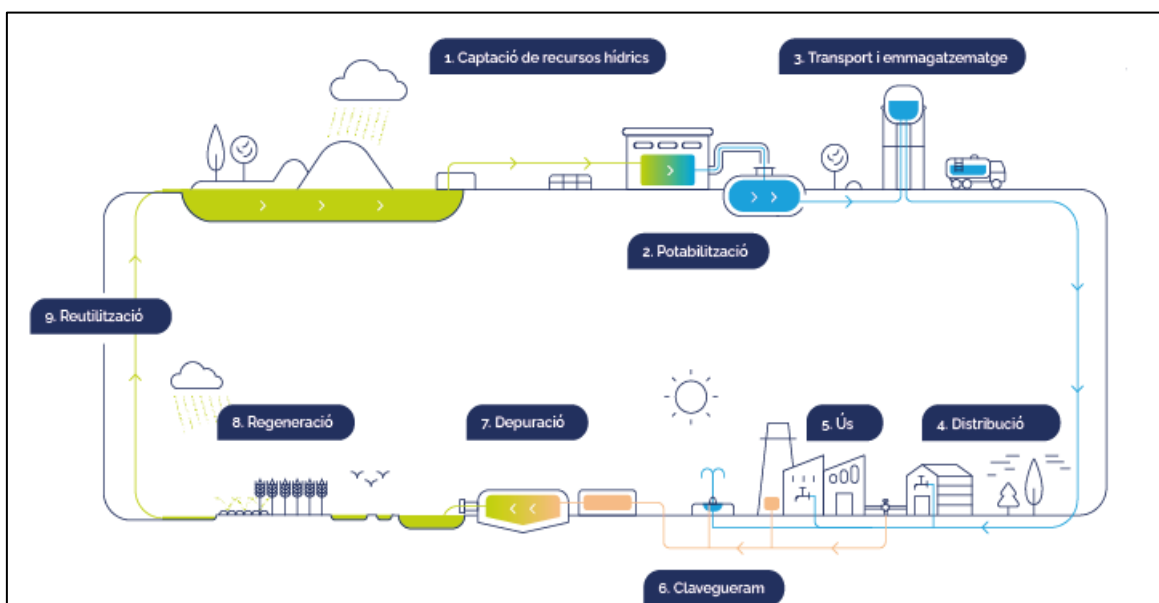 1. Captació de recursos hídrics
3. Transport i emmagatzematge
2. Potabilització
9. Reutilització
8. Regeneració
7. Depuració
5. Ús
4. Distribució
6. Clavegueram